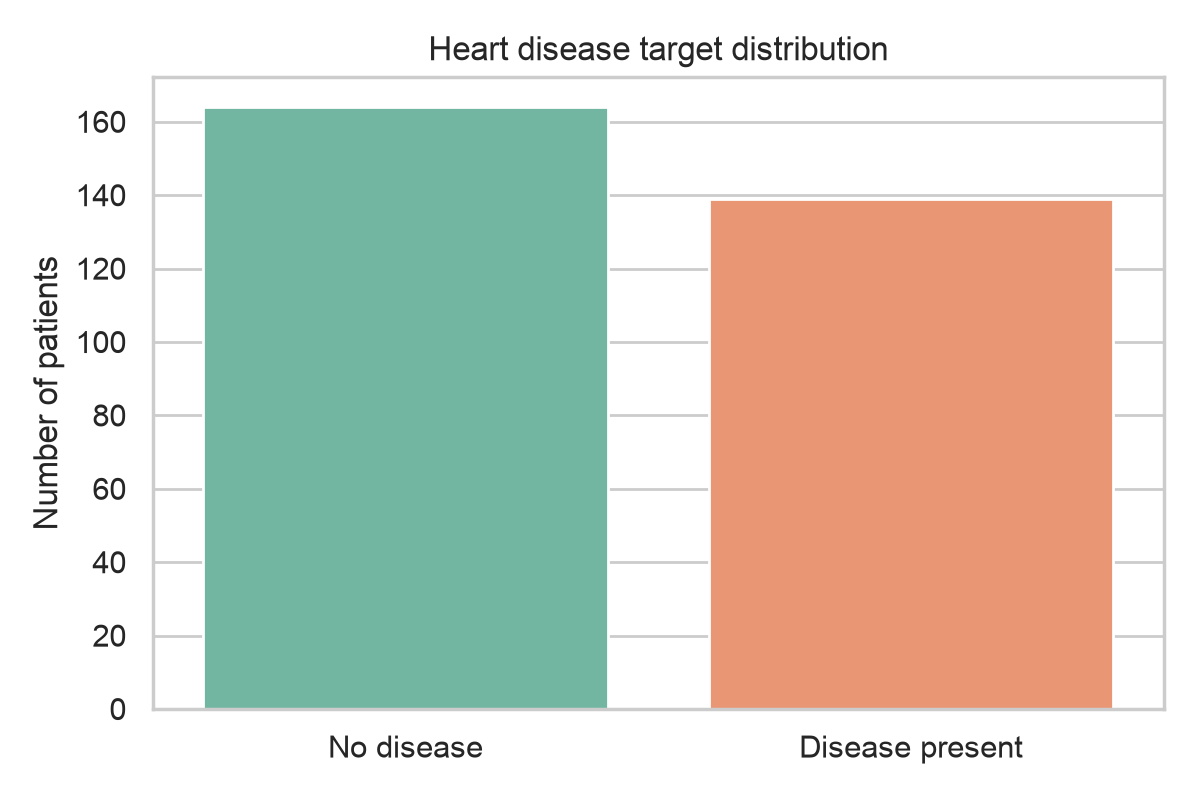 Heart disease target distribution
Number of patients
160
140
120
100
80
60
40
20
0
No disease
Disease present